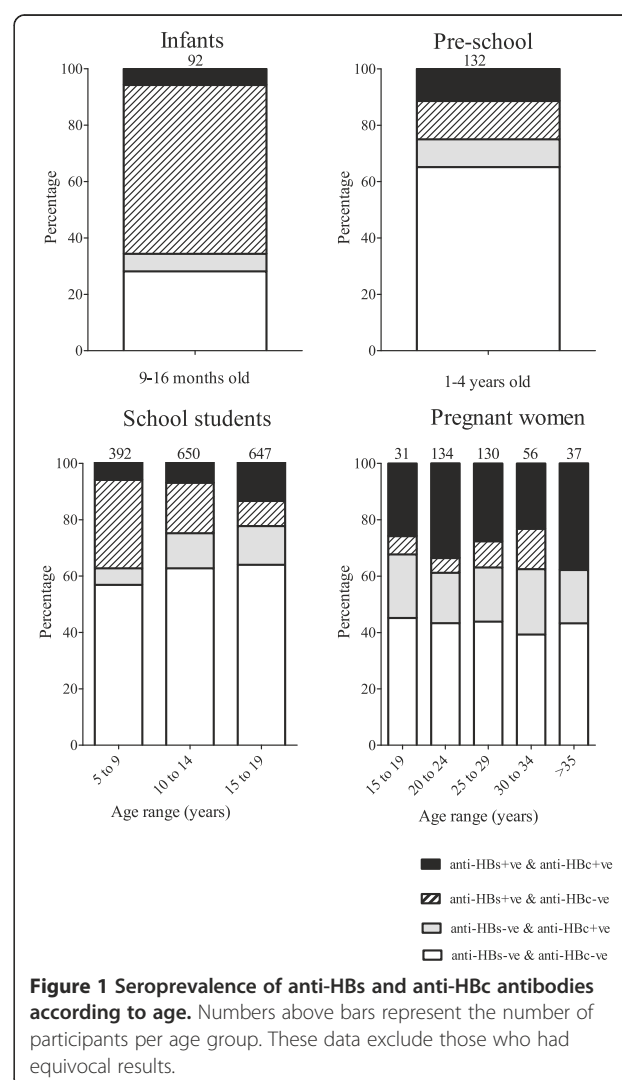 Infants
92
100
80
60
40
20
0
Percentage
9-16 months old
Pre-school
132
100
80
60
40
20
0
Percentage
1-4 years old
School students
392 650 647
100
80
60
40
20
0
Percentage
5 to 9 10 to 14 15 to 19
Age range (years)
Pregnant women
31 134 130 56 37
100
80
60
40
20
0
Percentage
15 to 19 20 to 24 25 to 29 30 to 34 >35
Age range (years)
anti-HBs+ve & anti-HBc+ve
anti-HBs+ve & anti-HBc-ve
anti-HBs-ve & anti-HBc+ve
anti-HBs-ve & anti-HBc-ve
Figure 1 Seroprevalence of anti-HBs and anti-HBc antibodies
according to age. Numbers above bars represent the number of
participants per age group. These data exclude those who had
equivocal results.